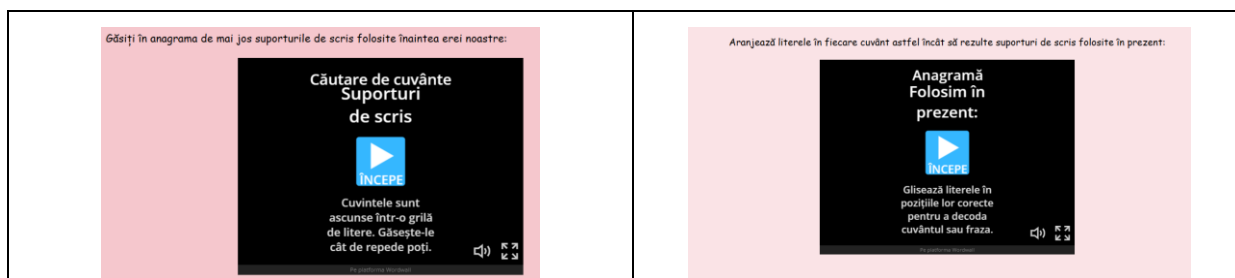 Găsiți în anagrama de mai jos suporturile de scris folosite înaintea erei noastre:
Căutare de cuvânte
Suporturi
de scris
ÎNCEPE
Cuvintele sunt
ascunse într-o grilă
de litere. Găsește-le
cât de repede poți.
Pe platforma Wordwall
Aranjează literele în fiecare cuvânt astfel încât să rezulte suporturi de scris folosite în prezent:
Anagramă
Folosim în
prezent:
ÎNCEPE
Glisează literele în
pozițiile lor corecte
pentru a decoda
cuvântul sau fraza.
Pe platforma Wordwall